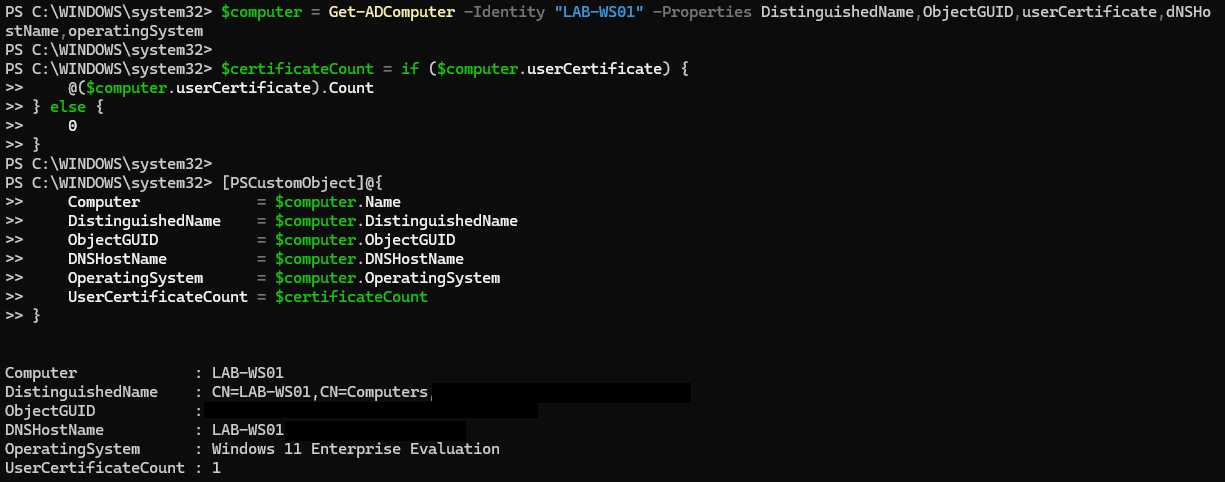 PS C:\WINDOWS\system32> $computer = Get-ADComputer -Identity "LAB-WS01" -Properties DistinguishedName,ObjectGUID,userCertificate,dNSHo
stName,operatingSystem
PS C:\WINDOWS\system32>
PS C:\WINDOWS\system32> $certificateCount = if ($computer.userCertificate) {
>>     @($computer.userCertificate).Count
>> } else {
>>     0
>> }
PS C:\WINDOWS\system32>
PS C:\WINDOWS\system32> [PSCustomObject]@{
>>     Computer             = $computer.Name
>>     DistinguishedName    = $computer.DistinguishedName
>>     ObjectGUID           = $computer.ObjectGUID
>>     DNSHostName          = $computer.DNSHostName
>>     OperatingSystem      = $computer.OperatingSystem
>>     UserCertificateCount = $certificateCount
>> }
Computer             : LAB-WS01
DistinguishedName    : CN=LAB-WS01,CN=Computers,
ObjectGUID           :
DNSHostName          : LAB-WS01
OperatingSystem      : Windows 11 Enterprise Evaluation
UserCertificateCount : 1